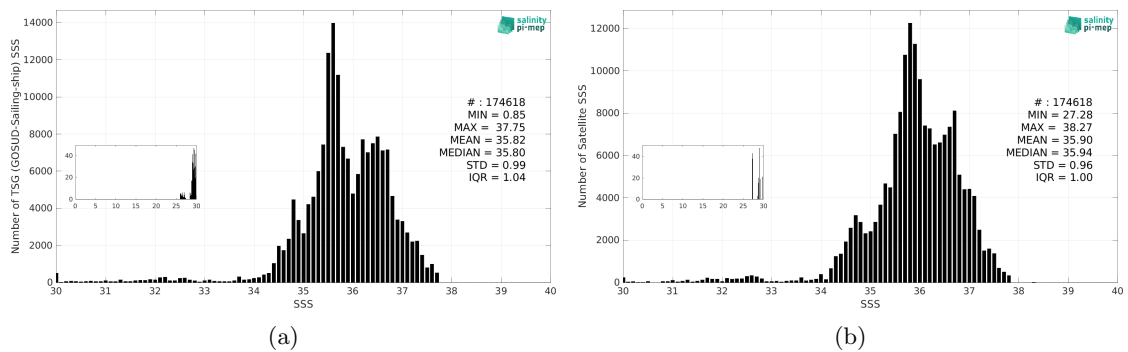 salinity
pi-mep
14000
12000
10000
8000
6000
4000
2000
0
Number of TSG (GOSUD-Sailing-ship) SSS
# : 174618
MIN = 0.85
MAX = 37.75
MEAN = 35.82
MEDIAN = 35.80
STD = 0.99
IQR = 1.04
40
20
0
0 5 10 15 20 25 30
30 31 32 33 34 35 36 37 38 39 40
SSS
(a)
salinity
pi-mep
12000
10000
8000
6000
4000
2000
0
Number of Satellite SSS
# : 174618
MIN = 27.28
MAX = 38.27
MEAN = 35.90
MEDIAN = 35.94
STD = 0.96
IQR = 1.00
40
20
0
0 5 10 15 20 25 30
30 31 32 33 34 35 36 37 38 39 40
SSS
(b)